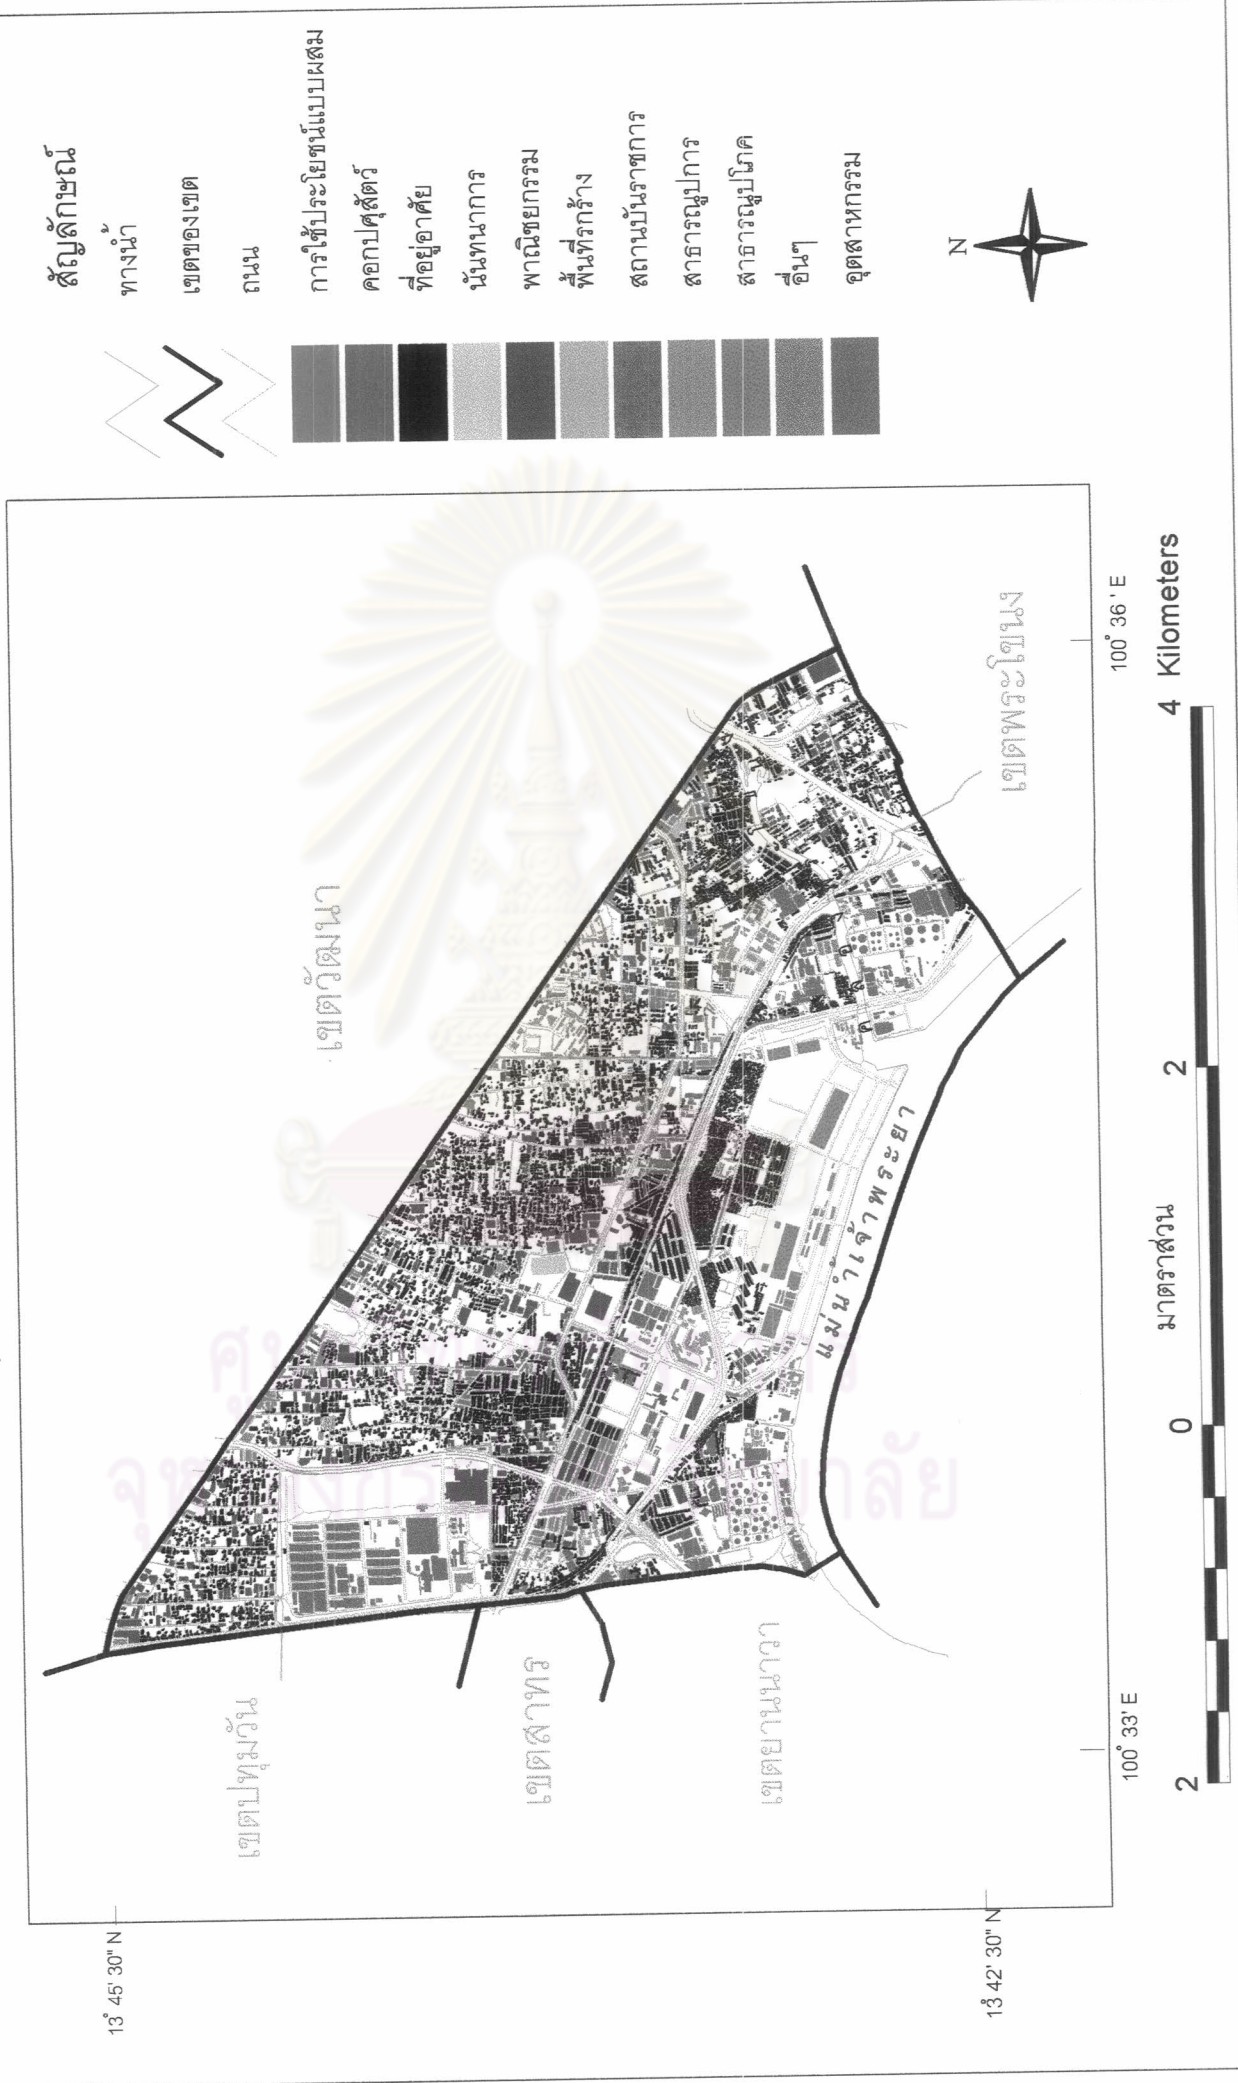 สัญลักษณ์
ทางน้ำ
เขตของเขต
ถนน
การใช้ประโยชน์แบบผสม
คอกปศุสัตว์
ที่อยู่อาศัย
นันทนาการ
พาณิชยกรรม
พื้นที่รกร้าง
สถานบันราชการ
สาธารณูปการ
สาธารณูปโภค
อื่นๆ
อุตสาหกรรม
N
เขตวัฒนา
เขตปทุมวัน
เขตสาทร
เขตยานนาวา
เขตพระโขนง
แม่น้ำเจ้าพระยา
13° 45' 30" N
13° 42' 30" N
100° 33' E
100° 36' E
มาตราส่วน
2 0 2 4 Kilometers